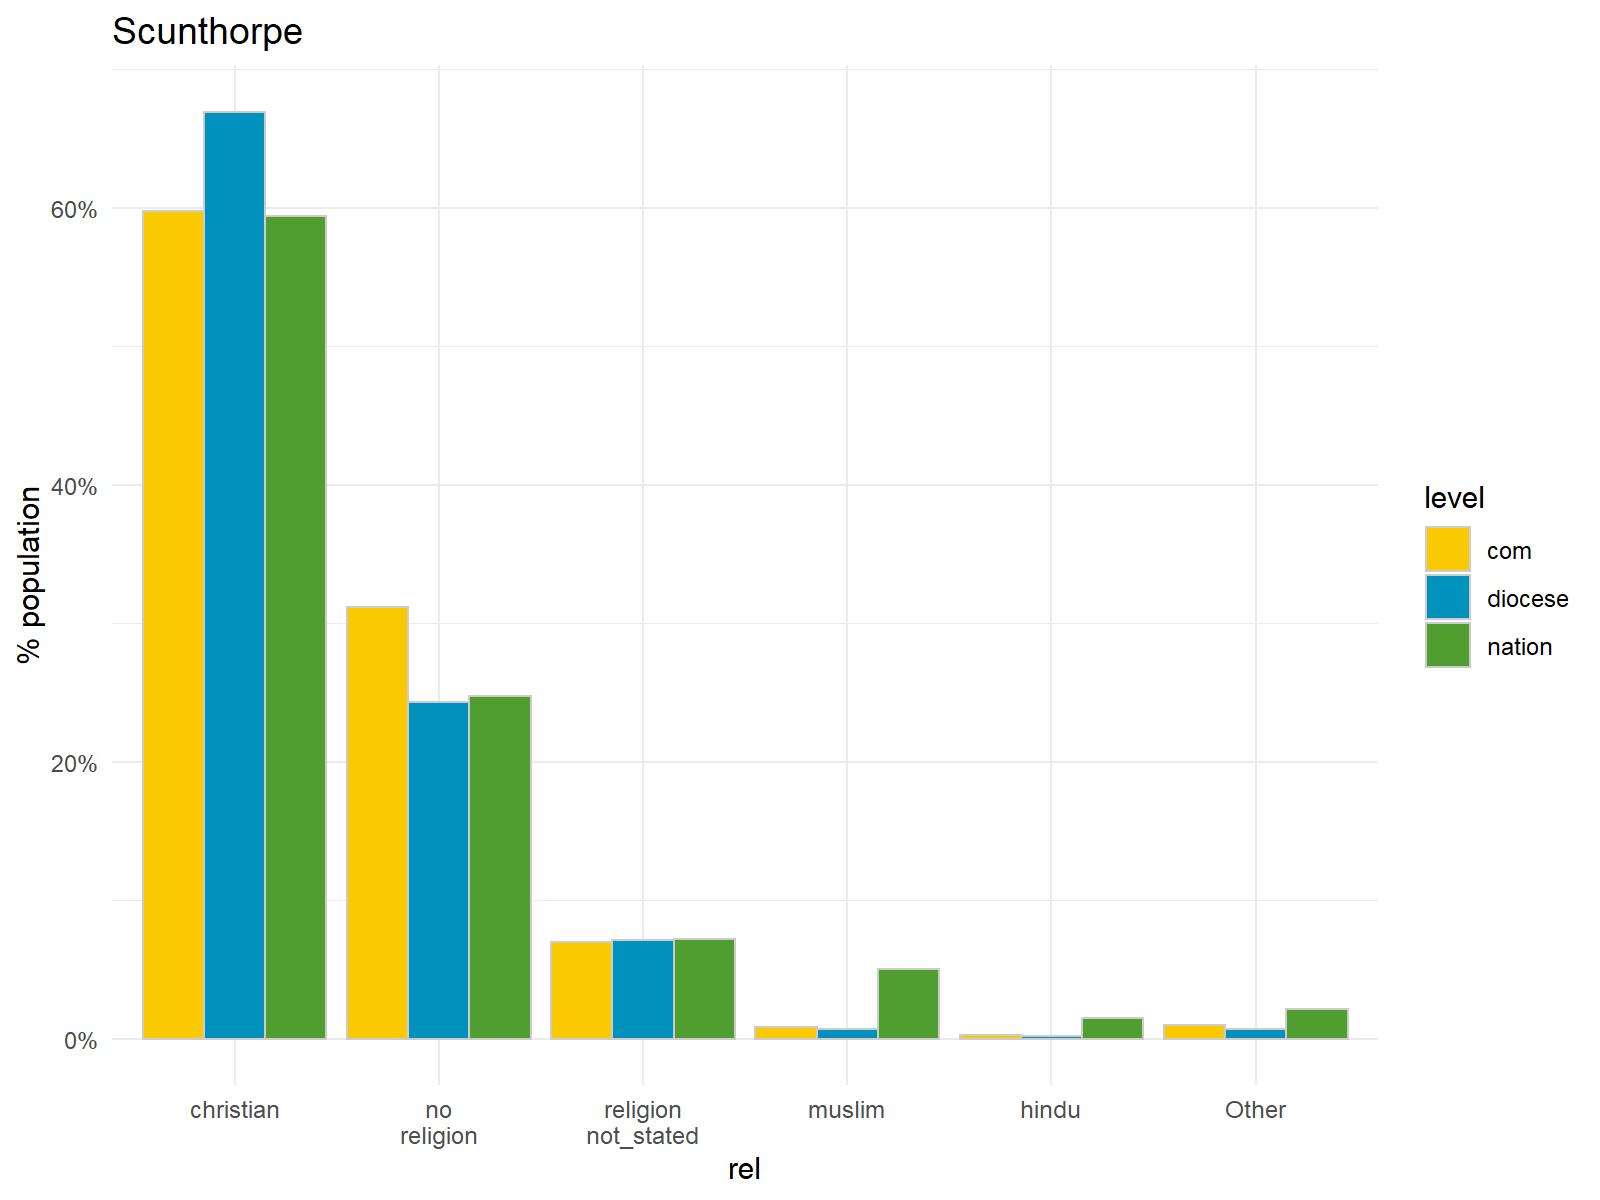 Scunthorpe
% population
60%
40%
20%
0%
christian
no
religion
religion
not_stated
muslim
hindu
Other
rel
level
com
diocese
nation